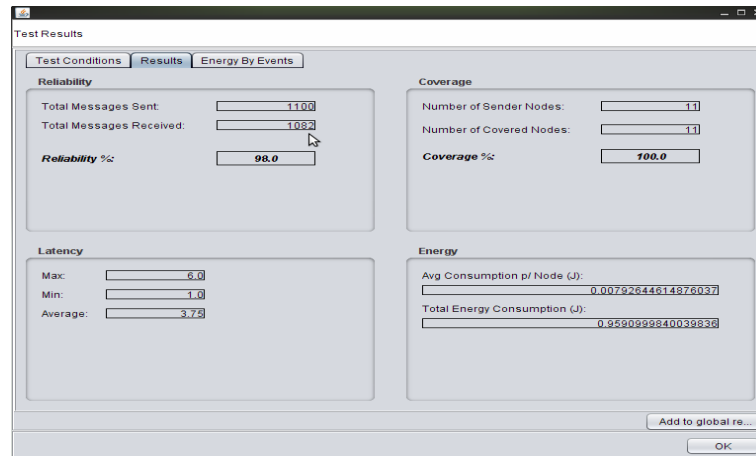 Test Results
Test Conditions Results Energy By Events
Reliability
Total Messages Sent: 1100
Total Messages Received: 1082
Reliability %: 98.0
Coverage
Number of Sender Nodes: 11
Number of Covered Nodes: 11
Coverage %: 100.0
Latency
Max: 6.0
Min: 1.0
Average: 3.75
Energy
Avg Consumption p/ Node (J):
0.00792644614876037
Total Energy Consumption (J):
0.9590999840039836
Add to global re...
OK